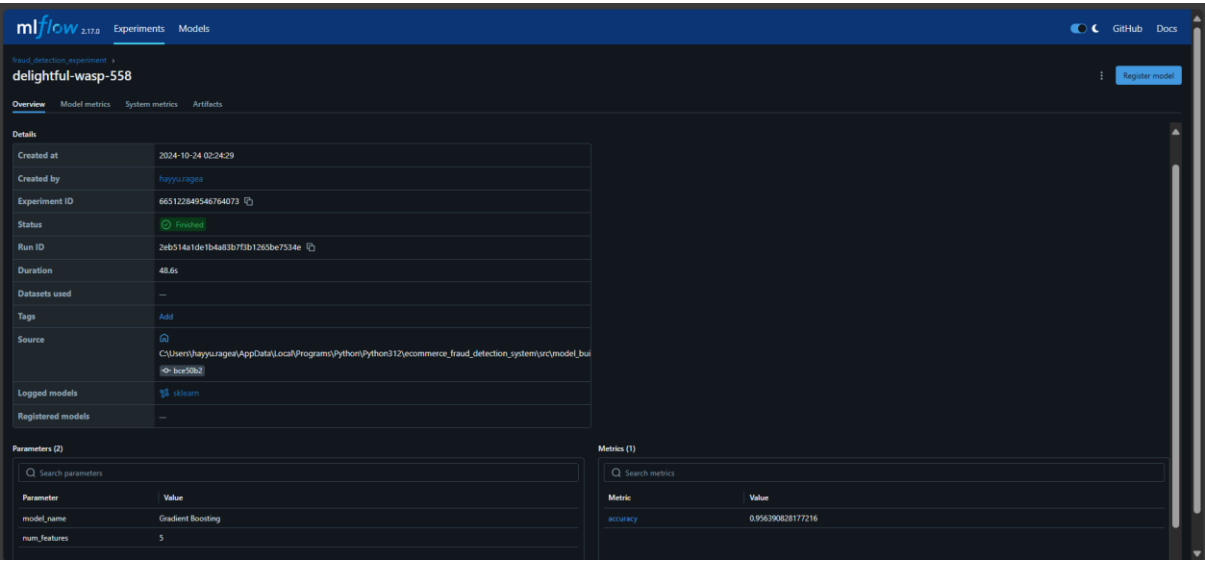 mlflow 2.17.0 Experiments Models GitHub Docs
fraud_detection_experiment >
delightful-wasp-558
Register model
Overview Model metrics System metrics Artifacts
Details
Created at 2024-10-24 02:24:29
Created by hayyu.ragea
Experiment ID 665122849546764073
Status Finished
Run ID 2eb514a1de1b4a83b7f3b1265be7534e
Duration 48.6s
Datasets used —
Tags Add
Source
C:\Users\hayyu.ragea\AppData\Local\Programs\Python\Python312\ecommerce_fraud_detection_system\src\model_bui
bce50b2
Logged models sklearn
Registered models —
Parameters (2) Metrics (1)
Search parameters Search metrics
Parameter Value Metric Value
model_name Gradient Boosting accuracy 0.956390828177216
num_features 5